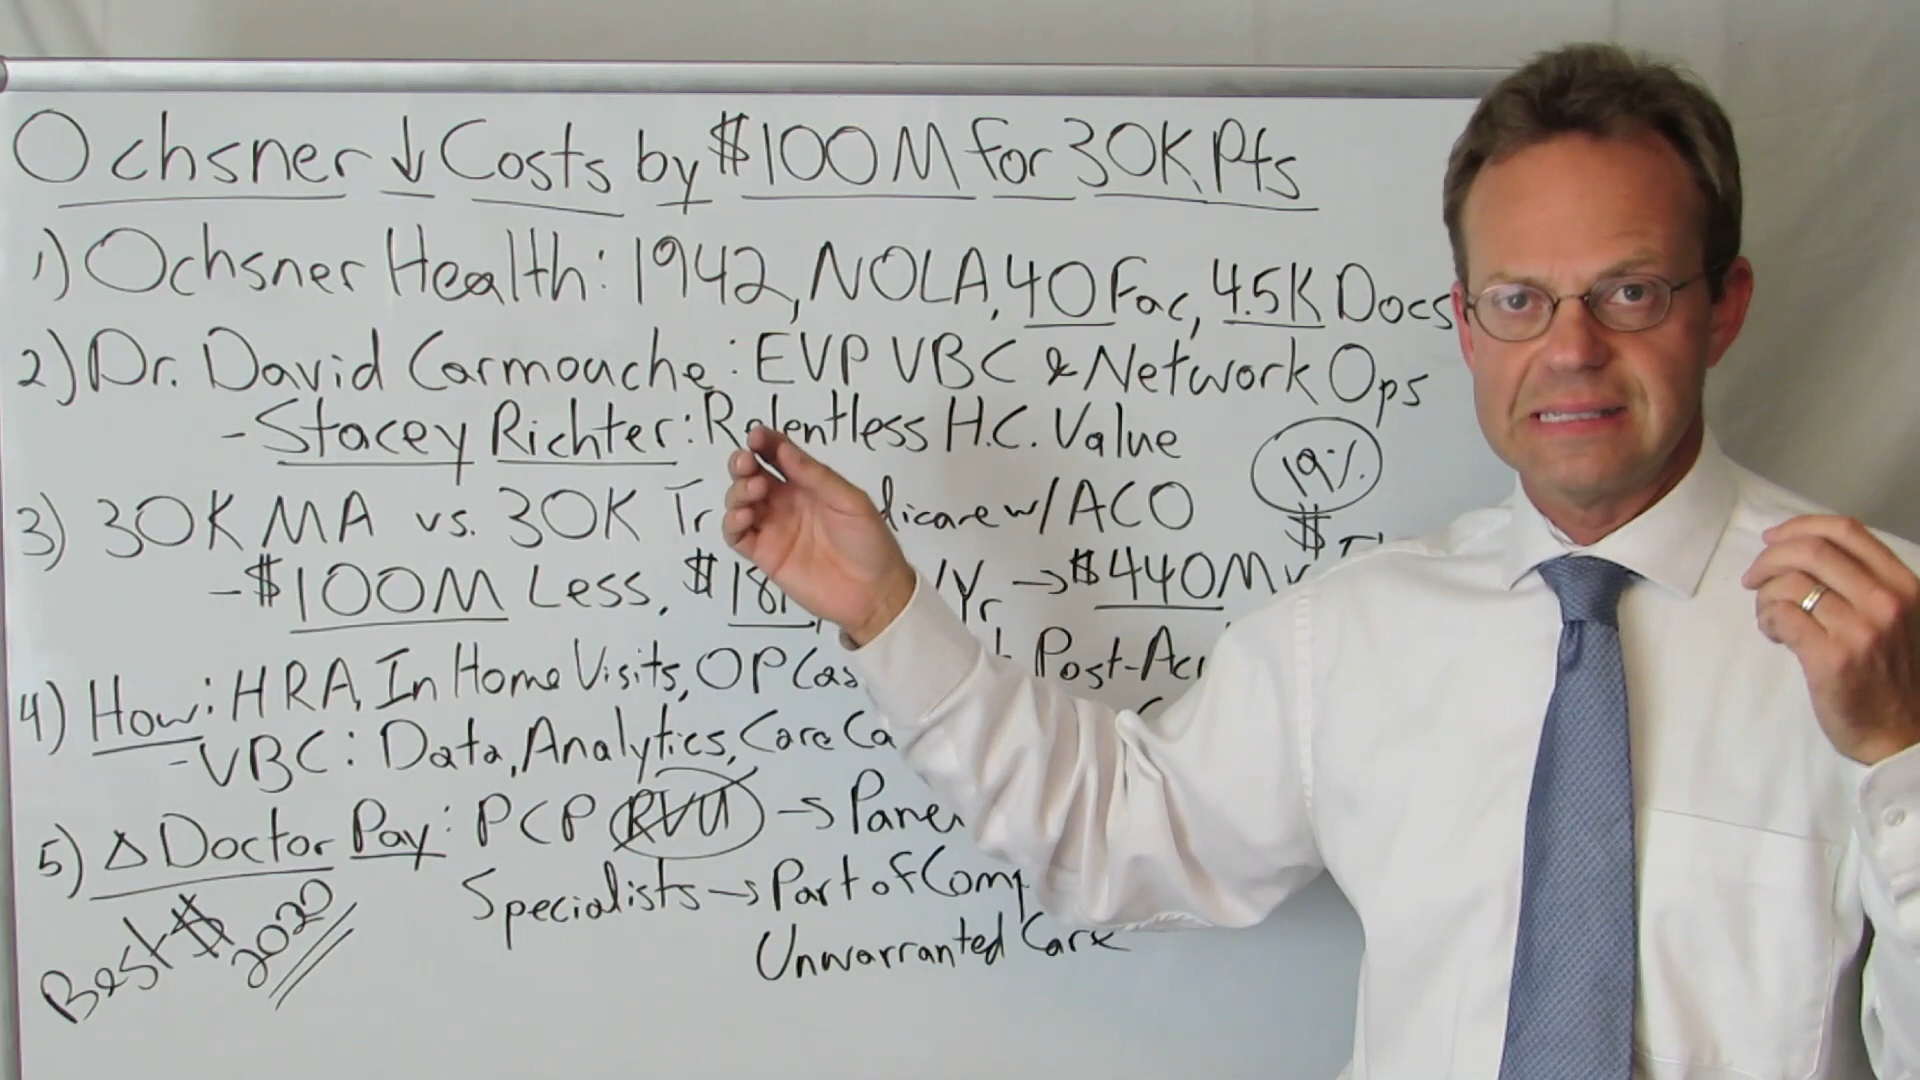 Ochsner ↓ Costs by $100M for 30K Pts
1) Ochsner Health: 1942, NOLA, 40 Fac, 4.5K Docs
2) Dr. David Carmouche: EVP VBC & Network Ops
- Stacey Richter: Relentless H.C. Value
19%
3) 30K MA vs. 30K Tr dicare w/ ACO
$
- $100M Less, $18 /Yr → $440M v
4) How: HRA, In Home Visits, OP Cas Post-Ac
- VBC: Data, Analytics, Care Ca
5) Δ Doctor Pay: PCP RVU → Pane
Specialists → Part of Comp
Unwarranted Care
Best $ 2020